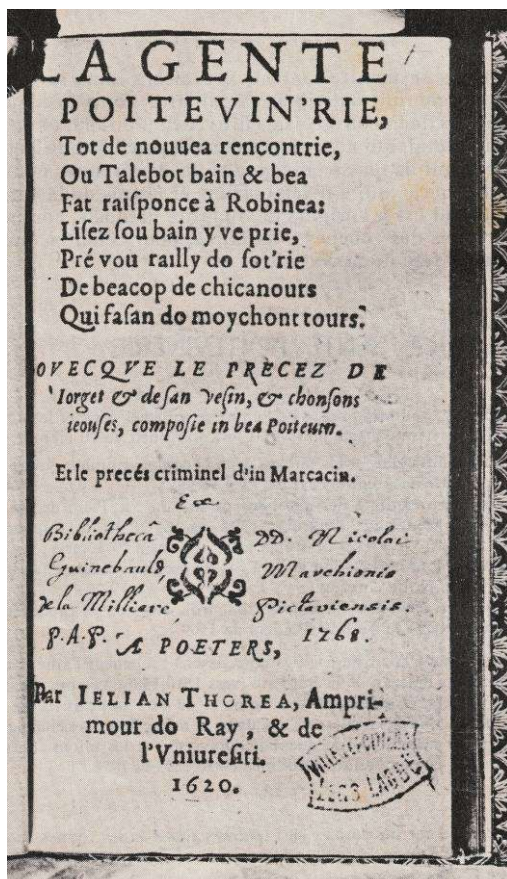 LA GENTE
POITEVIN'RIE,
Tot de nouuea rencontrie,
Ou Talebot bain & bea
Fat raiſponce à Robinea:
Liſez ſou bain y ve prie,
Pré vou railly do ſot'rie
De beacop de chicanours
Qui faſan do moychont tours.
OVECQVE LE PRECEZ DE
Iorget & de ſan veſin, & chonſons
ieouſes, compoſie in bea Poiteuin.
Et le precés criminel d'in Marcacin.
Ex
Bibliothecâ DD. Nicolai
Guinebauld Marchionis
de la Milliere Pictaviensis.
P.A.P. 1768.
A POETERS,
Par IELIAN THOREA, Ampri-
mour do Ray, & de
l'Vniureſiti.
1620.